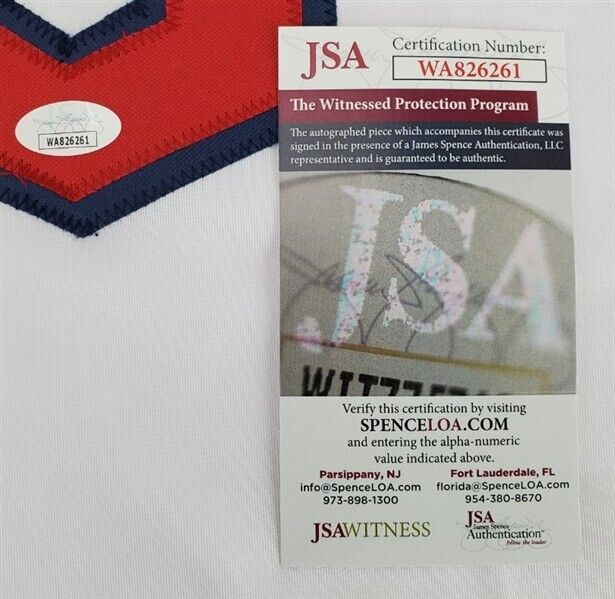 WA826261
JSA
Certification Number:
WA826261
The Witnessed Protection Program
The autographed piece which accompanies this certificate was
signed in the presence of a James Spence Authentication, LLC
representative and is guaranteed to be authentic.
JSA
Verify this certification by visiting
SPENCELOA.COM
and entering the alpha-numeric
value indicated above.
Parsippany, NJ
info@SpenceLOA.com
973-898-1300
Fort Lauderdale, FL
florida@SpenceLOA.com
954-380-8670
JSAWITNESS
JSA
James Spence
Authentication
follow the leader